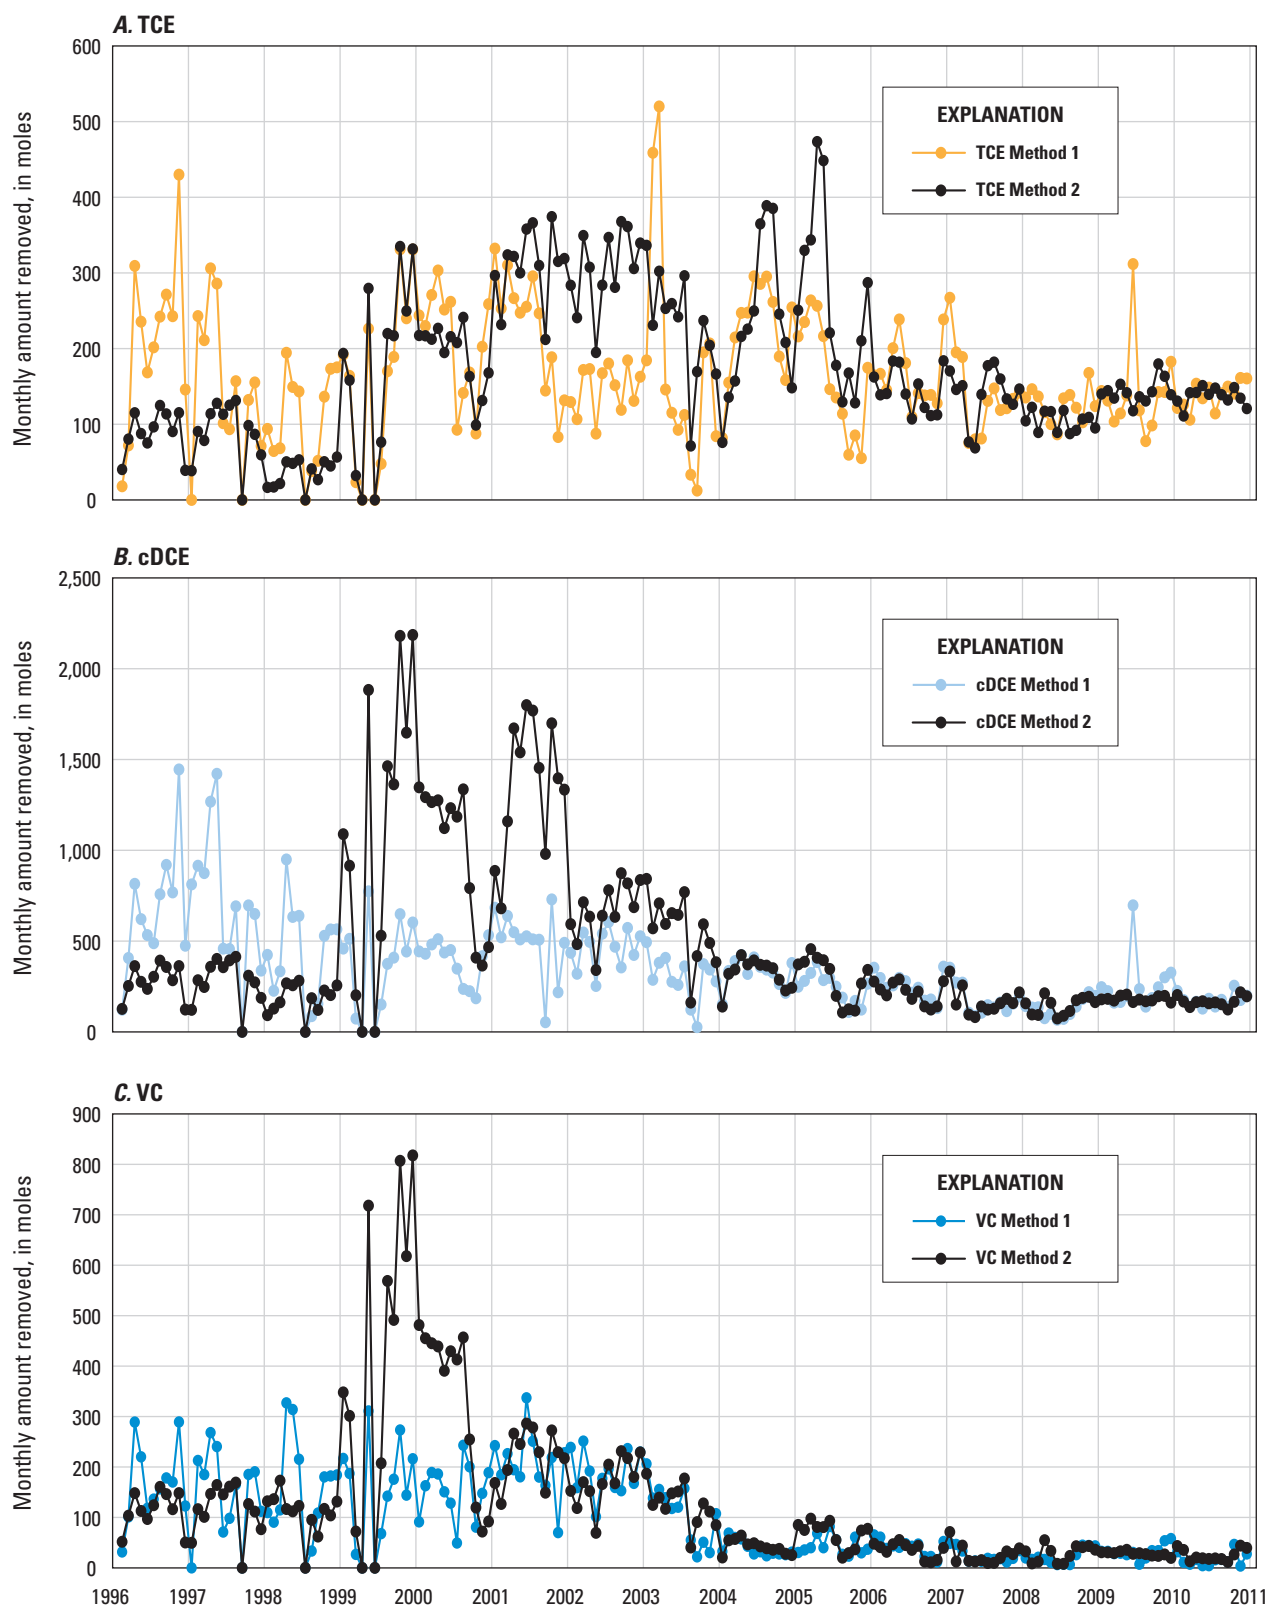 A. TCE
600
500
400
300
200
100
0
Monthly amount removed, in moles
EXPLANATION
TCE Method 1
TCE Method 2
B. cDCE
2,500
2,000
1,500
1,000
500
0
Monthly amount removed, in moles
EXPLANATION
cDCE Method 1
cDCE Method 2
C. VC
900
800
700
600
500
400
300
200
100
0
Monthly amount removed, in moles
EXPLANATION
VC Method 1
VC Method 2
1996 1997 1998 1999 2000 2001 2002 2003 2004 2005 2006 2007 2008 2009 2010 2011